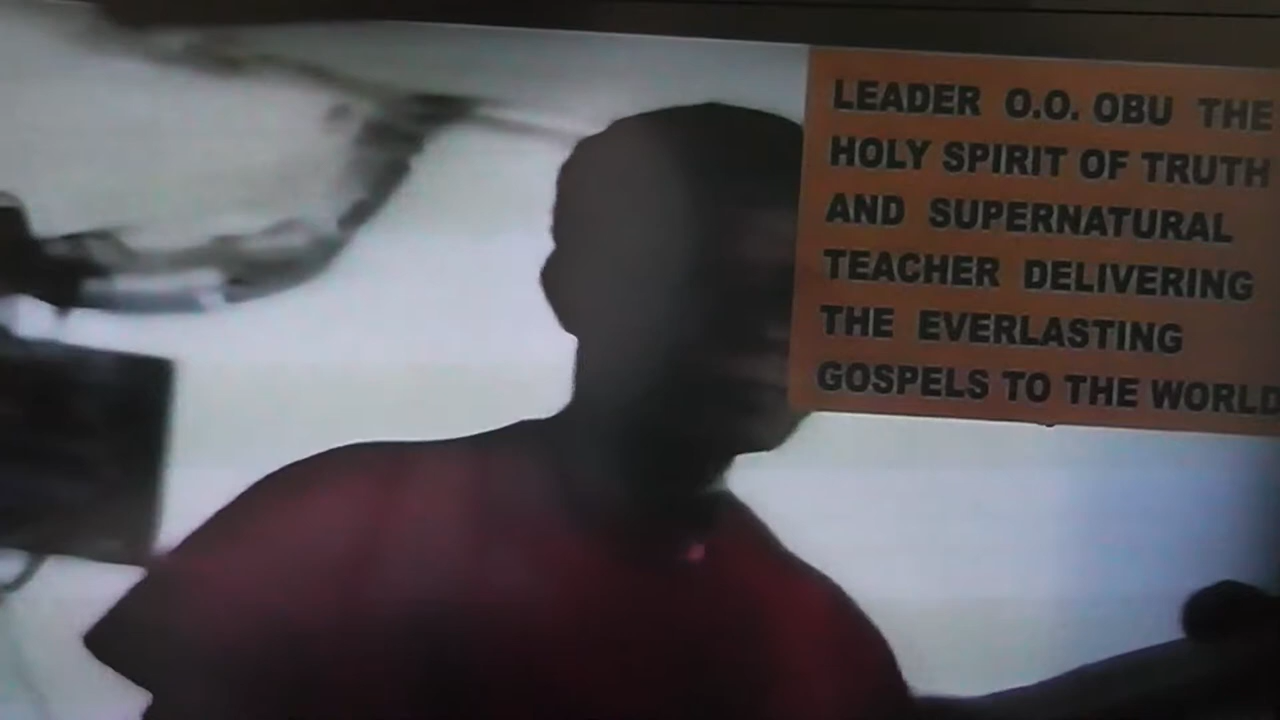 LEADER O.O. OBU THE
HOLY SPIRIT OF TRUTH
AND SUPERNATURAL
TEACHER DELIVERING
THE EVERLASTING
GOSPELS TO THE WORLD